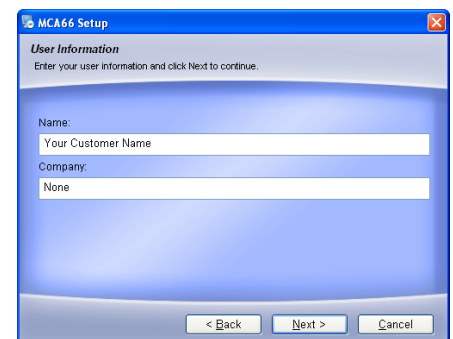 MCA66 Setup
User Information
Enter your user information and click Next to continue.
Name:
Your Customer Name
Company:
None
< Back Next > Cancel